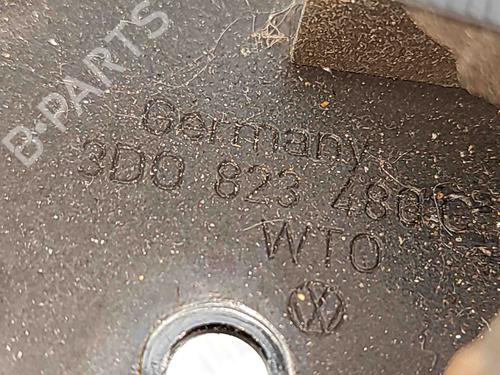 B-PARTS
Germany
3D0 823 480C
WTO